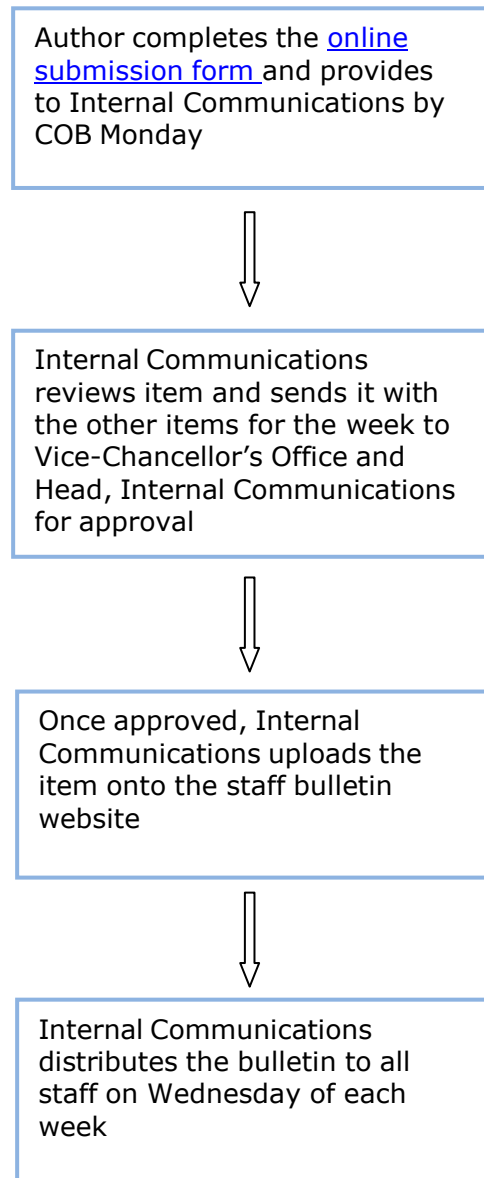 Author completes the online
submission form and provides
to Internal Communications by
COB Monday
Internal Communications
reviews item and sends it with
the other items for the week to
Vice-Chancellor’s Office and
Head, Internal Communications
for approval
Once approved, Internal
Communications uploads the
item onto the staff bulletin
website
Internal Communications
distributes the bulletin to all
staff on Wednesday of each
week